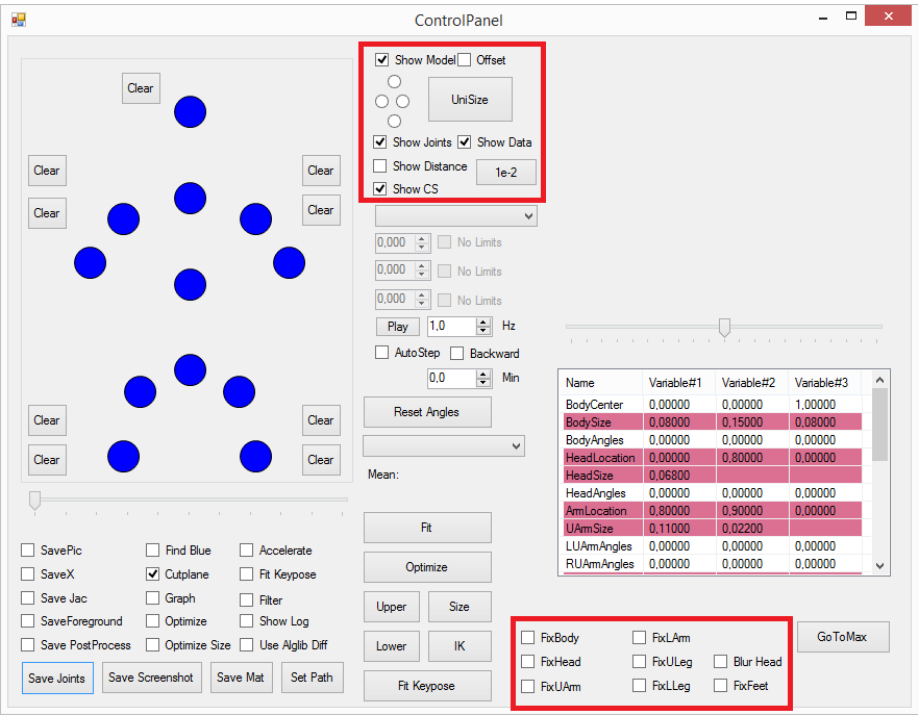 ControlPanel
Clear
Clear
Clear
Clear
Clear
Clear
Clear
Clear
Clear
SavePic
Find Blue
Accelerate
SaveX
Cutplane
Fit Keypose
Save Jac
Graph
Filter
SaveForeground
Optimize
Show Log
Save PostProcess
Optimize Size
Use Alglib Diff
Save Joints
Save Screenshot
Save Mat
Set Path
Show Model
Offset
UniSize
Show Joints
Show Data
Show Distance
1e-2
Show CS
0,000
No Limits
0,000
No Limits
0,000
No Limits
Play
1,0
Hz
AutoStep
Backward
0,0
Min
Reset Angles
Mean:
Fit
Optimize
Upper
Size
Lower
IK
Fit Keypose
Name Variable#1 Variable#2 Variable#3
BodyCenter 0,00000 0,00000 1,00000
BodySize 0,08000 0,15000 0,08000
BodyAngles 0,00000 0,00000 0,00000
HeadLocation 0,00000 0,80000 0,00000
HeadSize 0,06800
HeadAngles 0,00000 0,00000 0,00000
ArmLocation 0,80000 0,90000 0,00000
UArmSize 0,11000 0,02200
LUArmAngles 0,00000 0,00000 0,00000
RUArmAngles 0,00000 0,00000 0,00000
FixBody
FixLArm
FixHead
FixULeg
Blur Head
FixUArm
FixLLeg
FixFeet
GoToMax